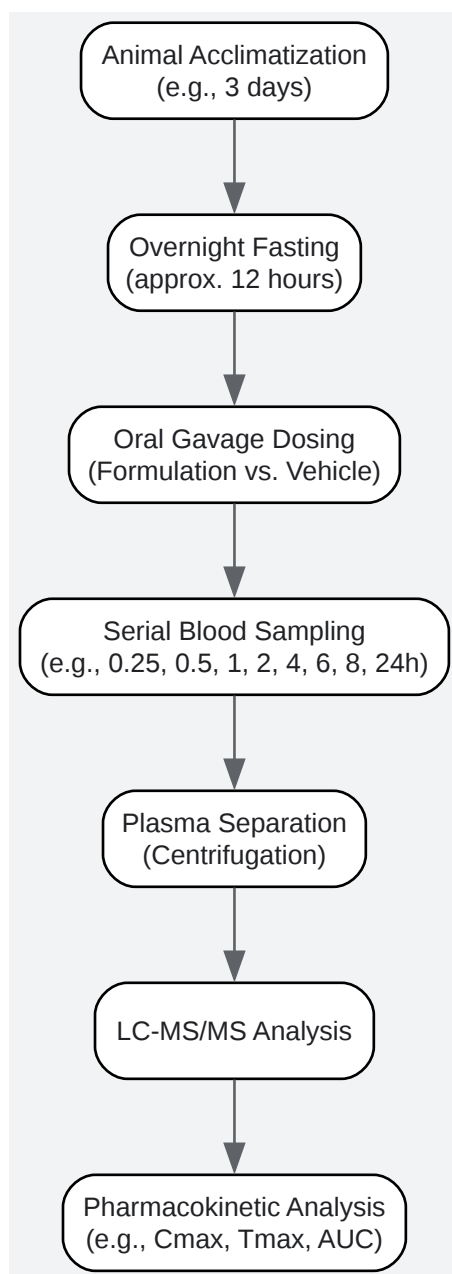 Animal Acclimatization
(e.g., 3 days)
Overnight Fasting
(approx. 12 hours)
Oral Gavage Dosing
(Formulation vs. Vehicle)
Serial Blood Sampling
(e.g., 0.25, 0.5, 1, 2, 4, 6, 8, 24h)
Plasma Separation
(Centrifugation)
LC-MS/MS Analysis
Pharmacokinetic Analysis
(e.g., Cmax, Tmax, AUC)